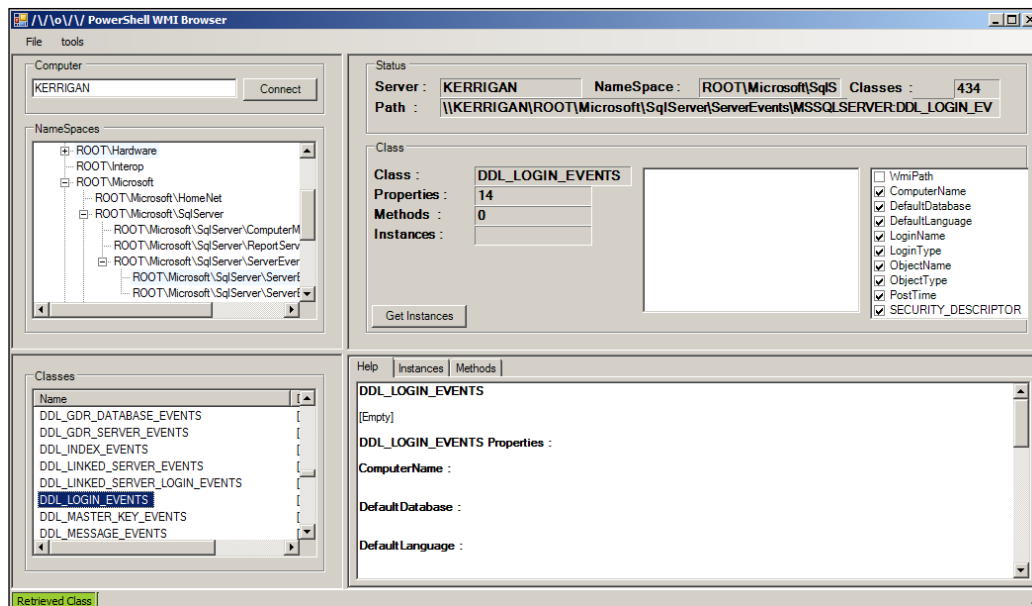 /\/\o\/\/ PowerShell WMI Browser
File tools
Computer
KERRIGAN
Connect
NameSpaces
ROOT\Hardware
ROOT\Interop
ROOT\Microsoft
ROOT\Microsoft\HomeNet
ROOT\Microsoft\SqlServer
ROOT\Microsoft\SqlServer\ComputerM
ROOT\Microsoft\SqlServer\ReportServ
ROOT\Microsoft\SqlServer\ServerEver
ROOT\Microsoft\SqlServer\ServerE
ROOT\Microsoft\SqlServer\ServerE
Status
Server : KERRIGAN NameSpace : ROOT\Microsoft\SqlS Classes : 434
Path : \\KERRIGAN\ROOT\Microsoft\SqlServer\ServerEvents\MSSQLSERVER:DDL_LOGIN_EV
Class
Class : DDL_LOGIN_EVENTS
Properties : 14
Methods : 0
Instances :
Get Instances
WmiPath
ComputerName
DefaultDatabase
DefaultLanguage
LoginName
LoginType
ObjectName
ObjectType
PostTime
SECURITY_DESCRIPTOR
Classes
Name [
DDL_GDR_DATABASE_EVENTS [
DDL_GDR_SERVER_EVENTS [
DDL_INDEX_EVENTS [
DDL_LINKED_SERVER_EVENTS [
DDL_LINKED_SERVER_LOGIN_EVENTS [
DDL_LOGIN_EVENTS [
DDL_MASTER_KEY_EVENTS [
DDL_MESSAGE_EVENTS [
Help Instances Methods
DDL_LOGIN_EVENTS
[Empty]
DDL_LOGIN_EVENTS Properties :
ComputerName :
DefaultDatabase :
DefaultLanguage :
Retrieved Class